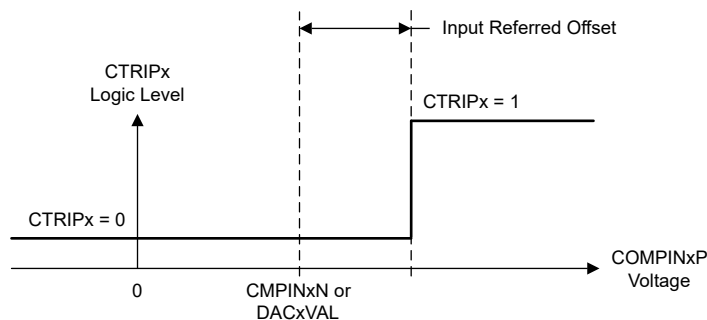 Input Referred Offset
CTRIPx
Logic Level
CTRIPx = 1
CTRIPx = 0
COMPINxP
Voltage
0
CMPINxN or
DACxVAL